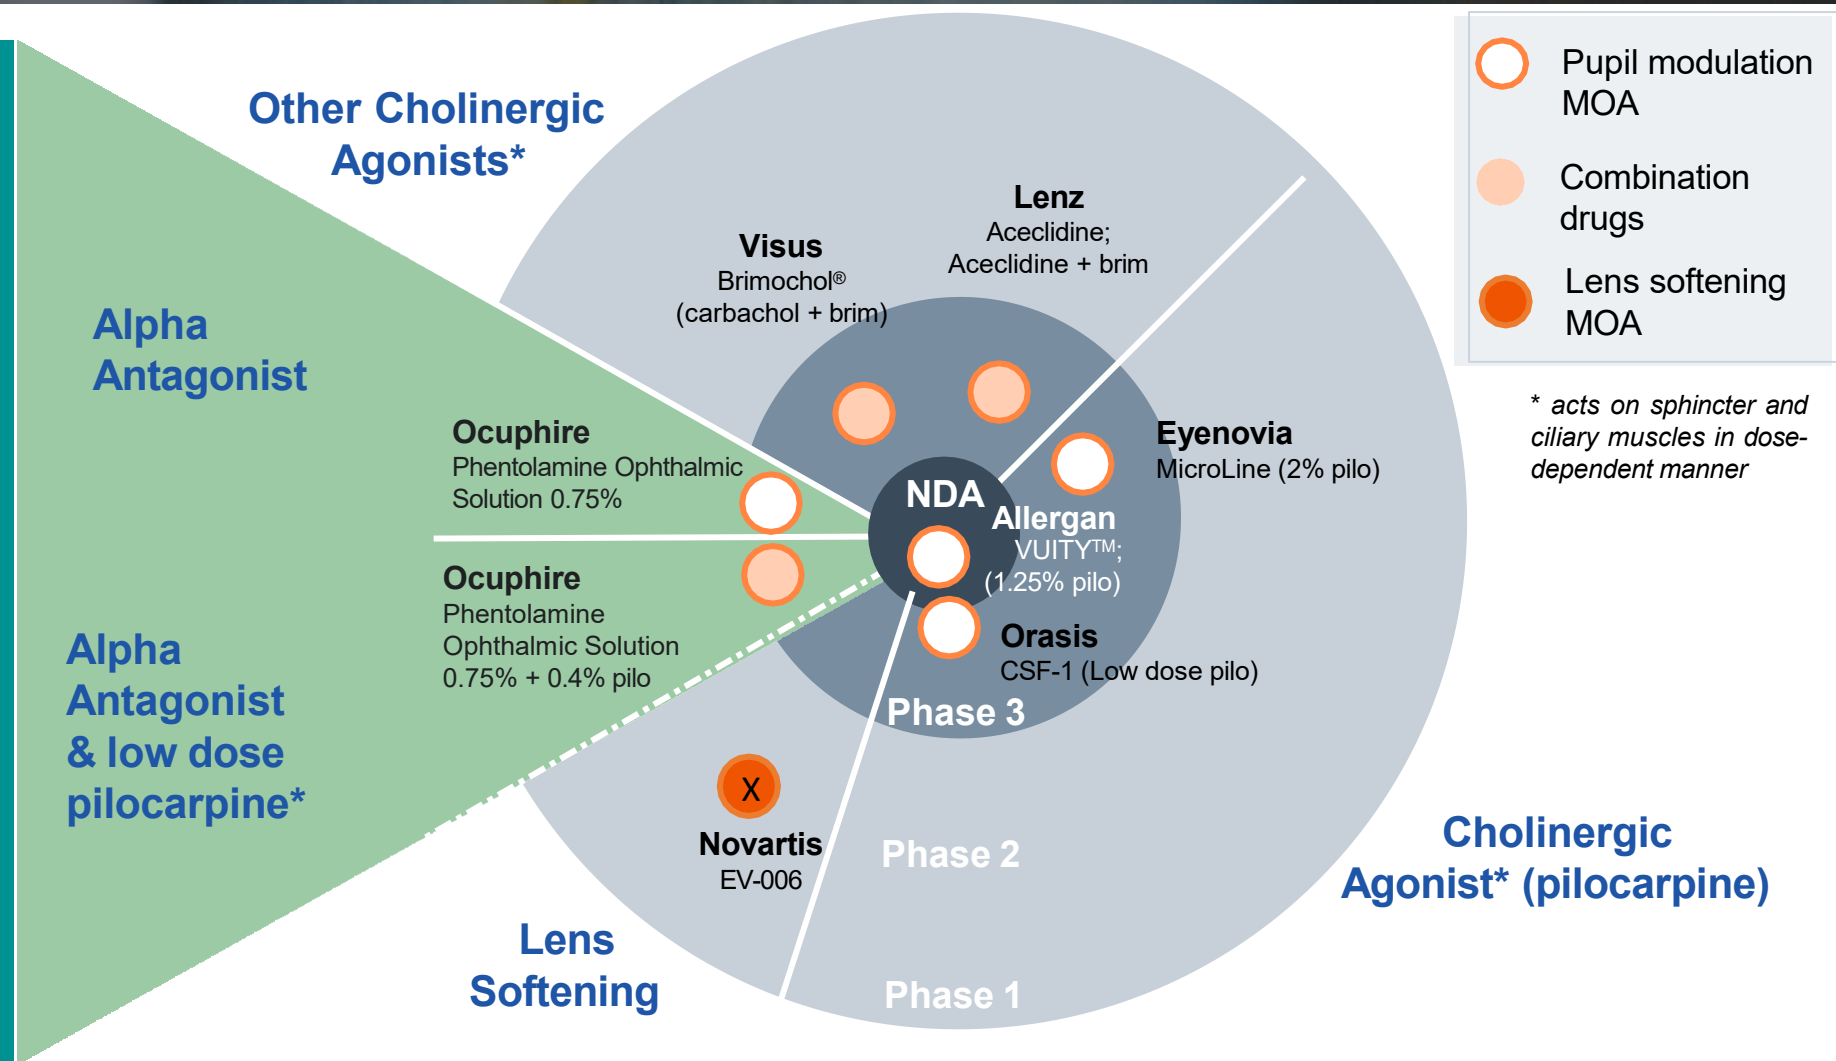 Other Cholinergic
Agonists*
Alpha
Antagonist
Alpha
Antagonist
& low dose
pilocarpine*
Ocuphire
Phentolamine Ophthalmic
Solution 0.75%
Ocuphire
Phentolamine
Ophthalmic Solution
0.75% + 0.4% pilo
Visus
Brimochol®
(carbachol + brim)
Lenz
Aceclidine;
Aceclidine + brim
NDA
Allergan
VUITY™;
(1.25% pilo)
Eyenovia
MicroLine (2% pilo)
Orasis
CSF-1 (Low dose pilo)
Phase 3
Phase 2
Phase 1
X
Novartis
EV-006
Lens
Softening
Cholinergic
Agonist* (pilocarpine)
Pupil modulation
MOA
Combination
drugs
Lens softening
MOA
* acts on sphincter and
ciliary muscles in dose-
dependent manner